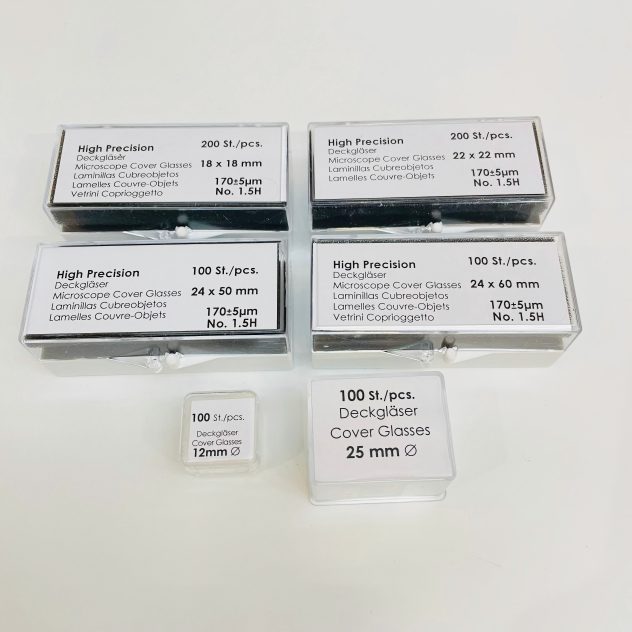 High Precision 200 St./pcs.
Deckgläser
Microscope Cover Glasses 18 x 18 mm
Laminillas Cubreobjetos
Lamelles Couvre-Objets 170±5µm
Vetrini Coprioggetto No. 1.5H
High Precision 200 St./pcs.
Deckgläser
Microscope Cover Glasses 22 x 22 mm
Laminillas Cubreobjetos
Lamelles Couvre-Objets 170±5µm
No. 1.5H
High Precision 100 St./pcs.
Deckgläser
Microscope Cover Glasses 24 x 50 mm
Laminillas Cubreobjetos
Lamelles Couvre-Objets 170±5µm
No. 1.5H
High Precision 100 St./pcs.
Deckgläser
Microscope Cover Glasses 24 x 60 mm
Laminillas Cubreobjetos
Lamelles Couvre-Objets 170±5µm
Vetrini Coprioggetto No. 1.5H
100 St./pcs.
Deckgläser
Cover Glasses
12mm Ø
100 St./pcs.
Deckgläser
Cover Glasses
25 mm Ø